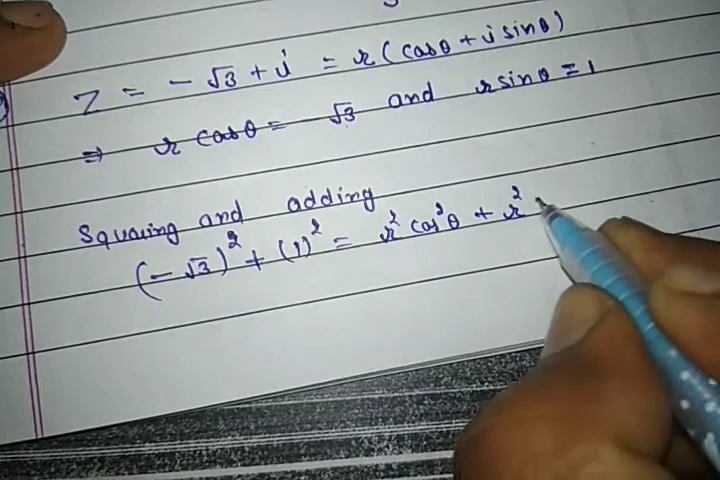 Z = - √3 + i = r ( cosθ + i sinθ )
⇒ r cosθ = - √3 and r sinθ = 1
Squaring and adding
(- √3)² + (1)² = r² cos²θ + r²